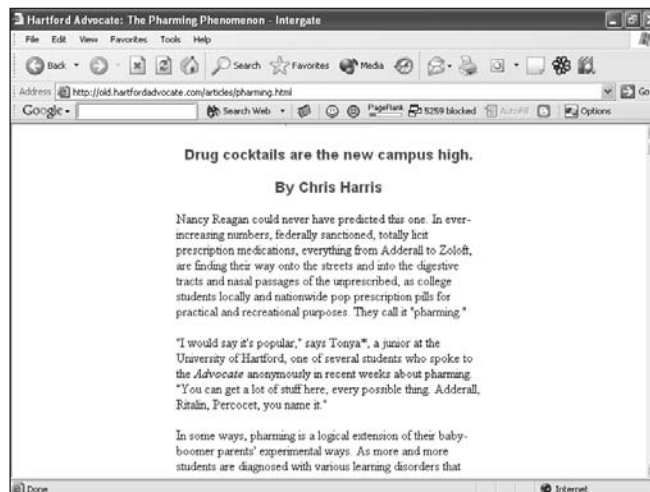 Hartford Advocate: The Pharming Phenomenon - Intergate
File Edit View Favorites Tools Help
Back Search Favorites Media
Address http://old.hartfordadvocate.com/articles/pharming.html Go
Google Search Web PageRank 5259 blocked AutoFill Options
Drug cocktails are the new campus high.
By Chris Harris
Nancy Reagan could never have predicted this one. In ever-
increasing numbers, federally sanctioned, totally licit
prescription medications, everything from Adderall to Zoloft,
are finding their way onto the streets and into the digestive
tracts and nasal passages of the unprescribed, as college
students locally and nationwide pop prescription pills for
practical and recreational purposes. They call it "pharming."
"I would say it's popular," says Tonya*, a junior at the
University of Hartford, one of several students who spoke to
the Advocate anonymously in recent weeks about pharming.
"You can get a lot of stuff here, every possible thing. Adderall,
Ritalin, Percocet, you name it."
In some ways, pharming is a logical extension of their baby-
boomer parents' experimental ways. As more and more
students are diagnosed with various learning disorders that
Done Internet